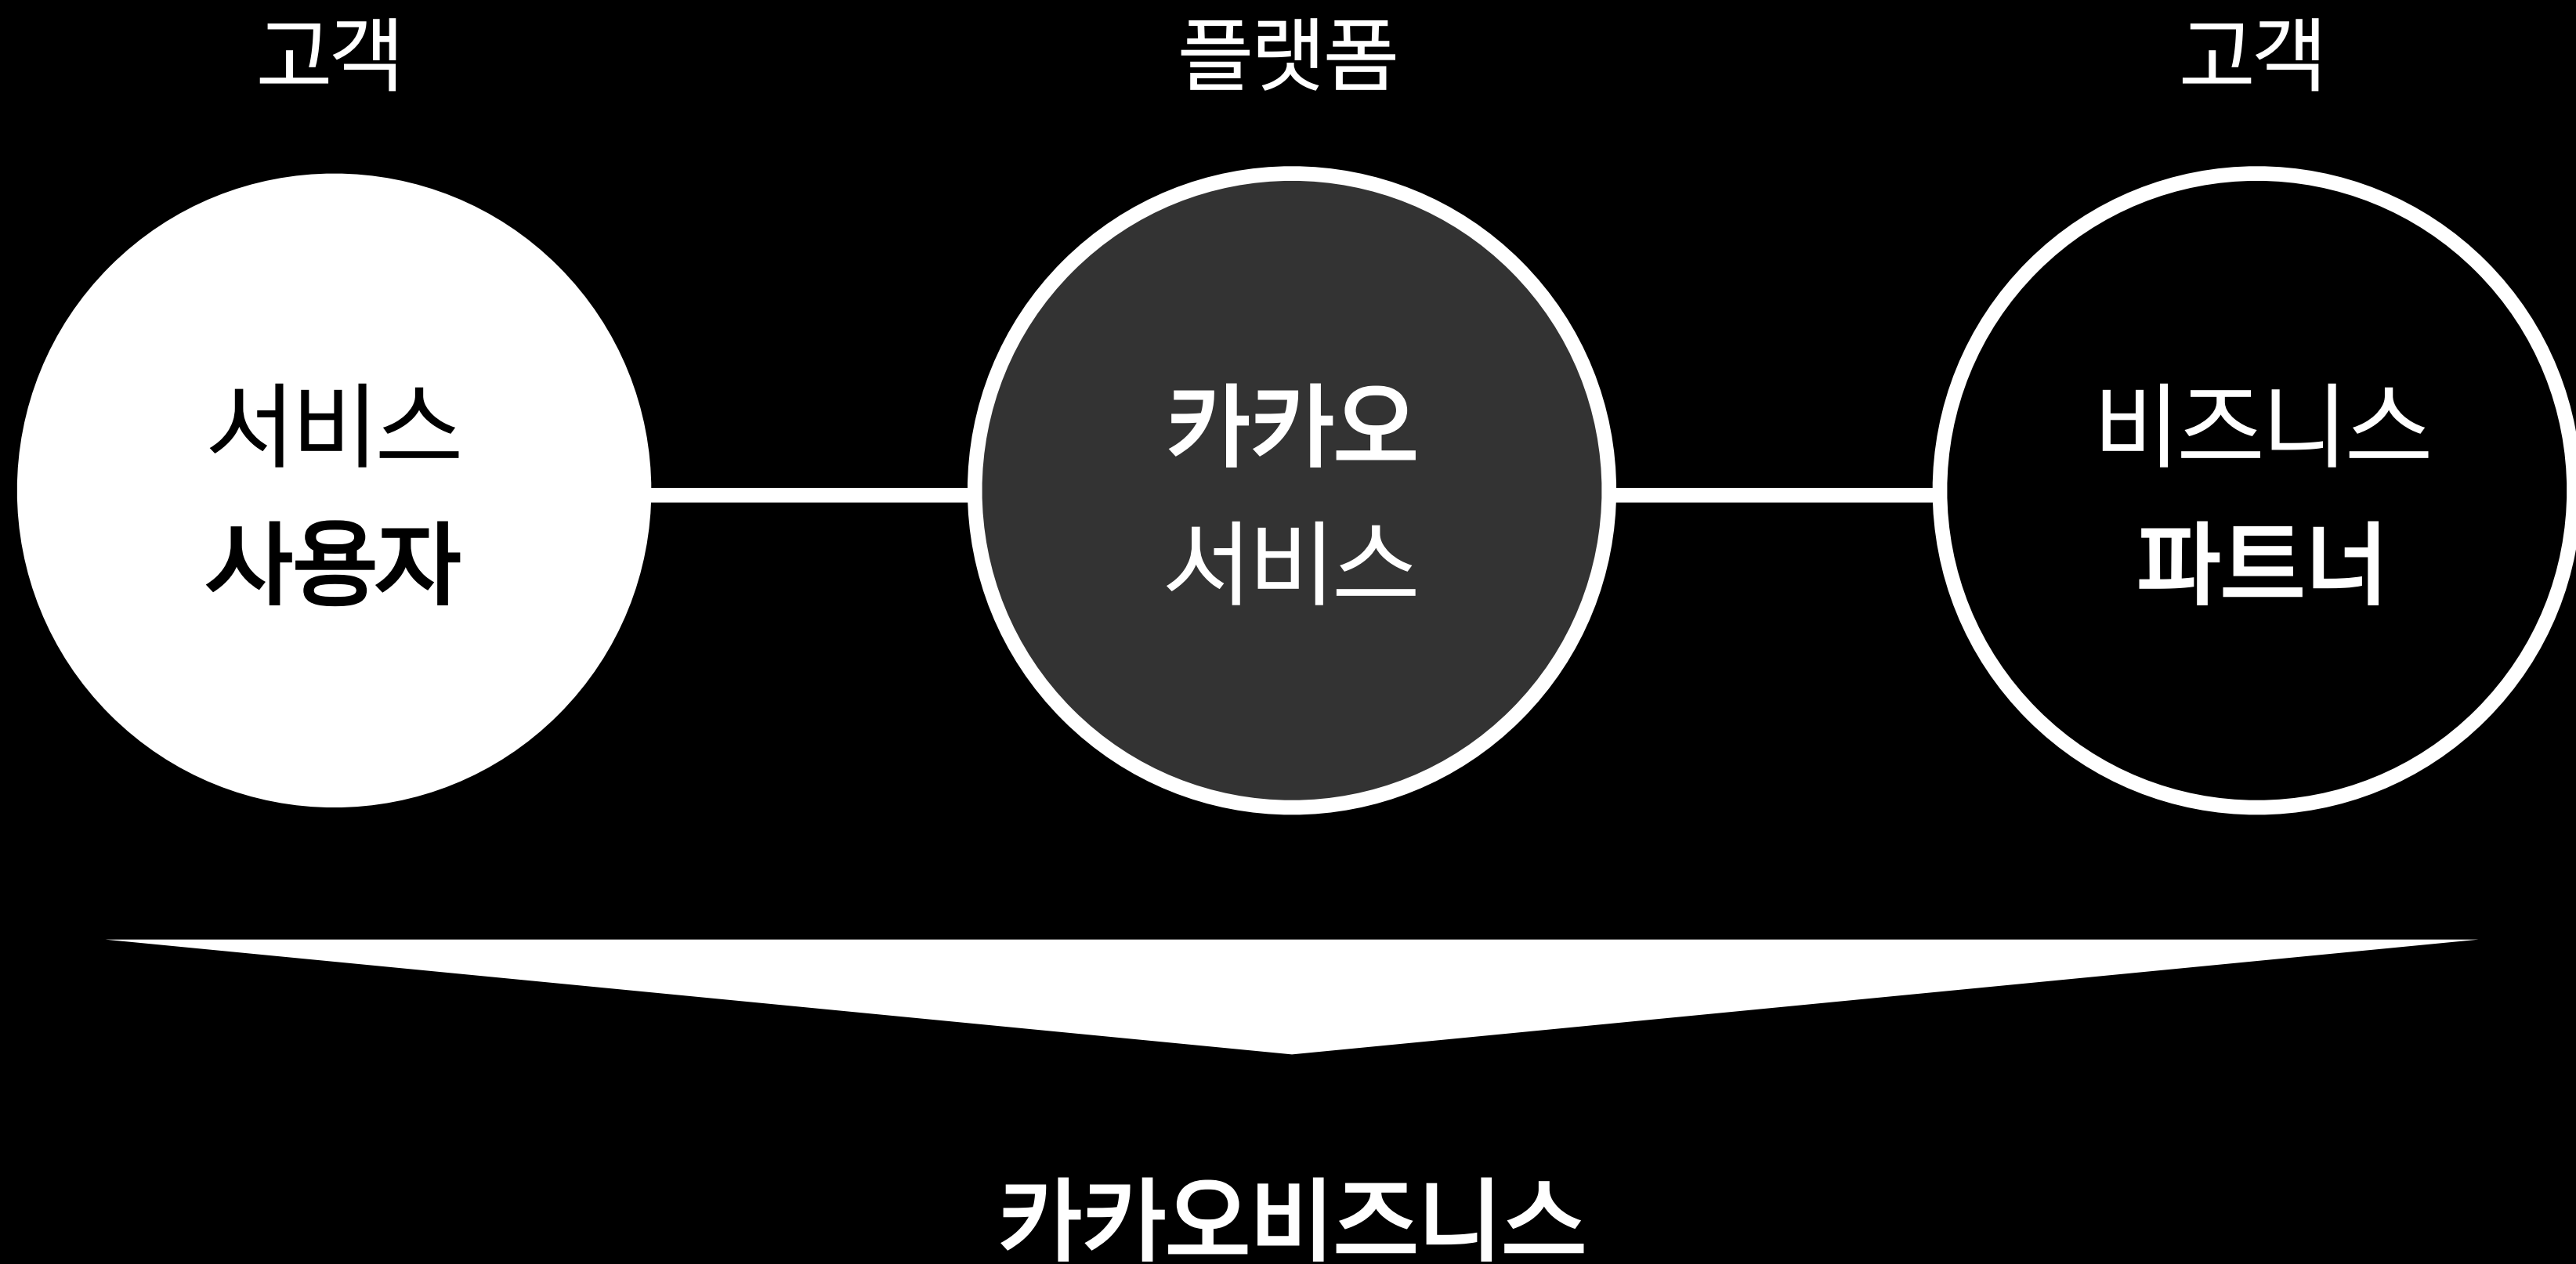 고객
플랫폼
고객
서비스
사용자
카카오
서비스
비즈니스
파트너
카카오비즈니스